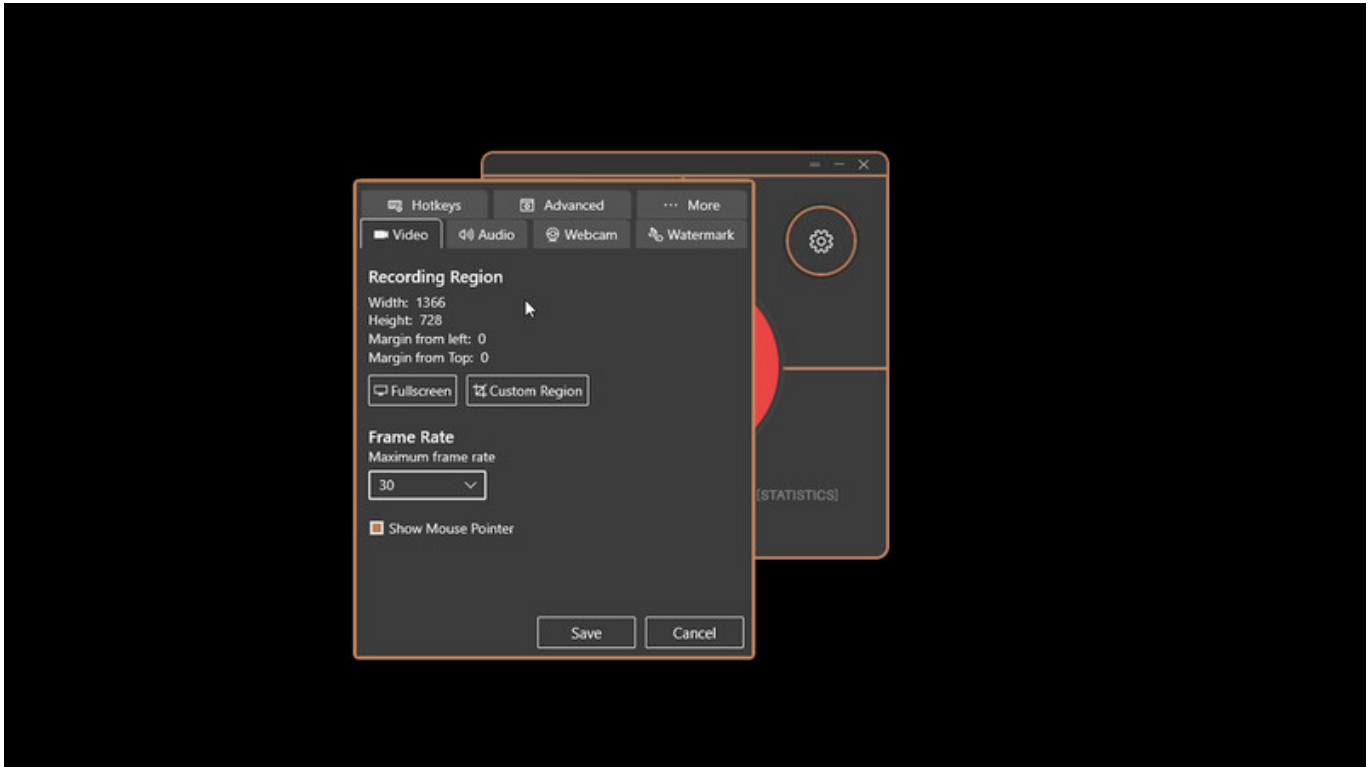 Hotkeys Advanced ··· More
Video Audio Webcam Watermark
Recording Region
Width: 1366
Height: 728
Margin from left: 0
Margin from Top: 0
Fullscreen Custom Region
Frame Rate
Maximum frame rate
30
[STATISTICS]
Show Mouse Pointer
Save Cancel